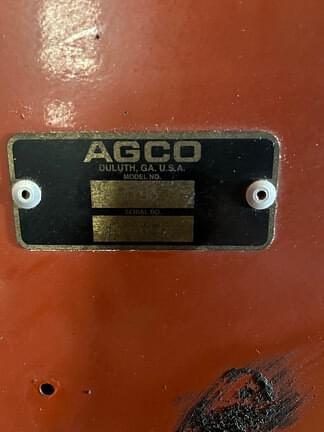 AGCO
DULUTH, GA. U.S.A.
MODEL NO.
SERIAL NO.